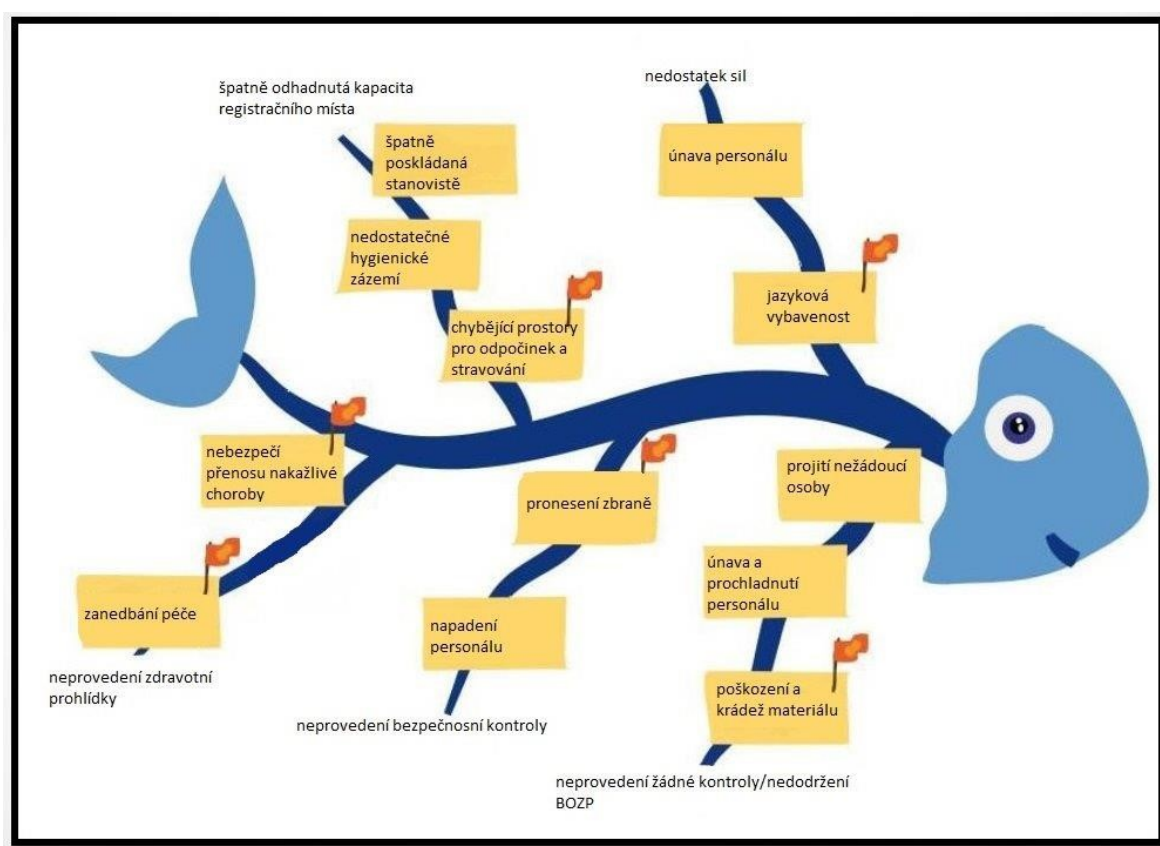 špatně odhadnutá kapacita
registračního místa
špatně
poskládaná
stanovistě
nedostatečné
hygienické
zázemí
chybějící prostory
pro odpočinek a
stravování
nedostatek sil
únava personálu
jazyková
vybavenost
nebezpečí
přenosu nakažlivé
choroby
zanedbání péče
neprovedení zdravotní
prohlídky
pronesení zbraně
napadení
personálu
neprovedení bezpečnosní kontroly
projití nežádoucí
osoby
únava a
prochladnutí
personálu
poškození a
krádež materiálu
neprovedení žádné kontroly/nedodržení
BOZP